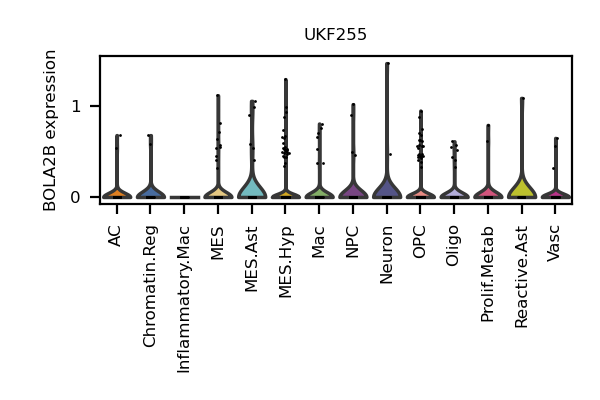 UKF255
BOLA2B expression
1
0
AC
Chromatin.Reg
Inflammatory.Mac
MES
MES.Ast
MES.Hyp
Mac
NPC
Neuron
OPC
Oligo
Prolif.Metab
Reactive.Ast
Vasc